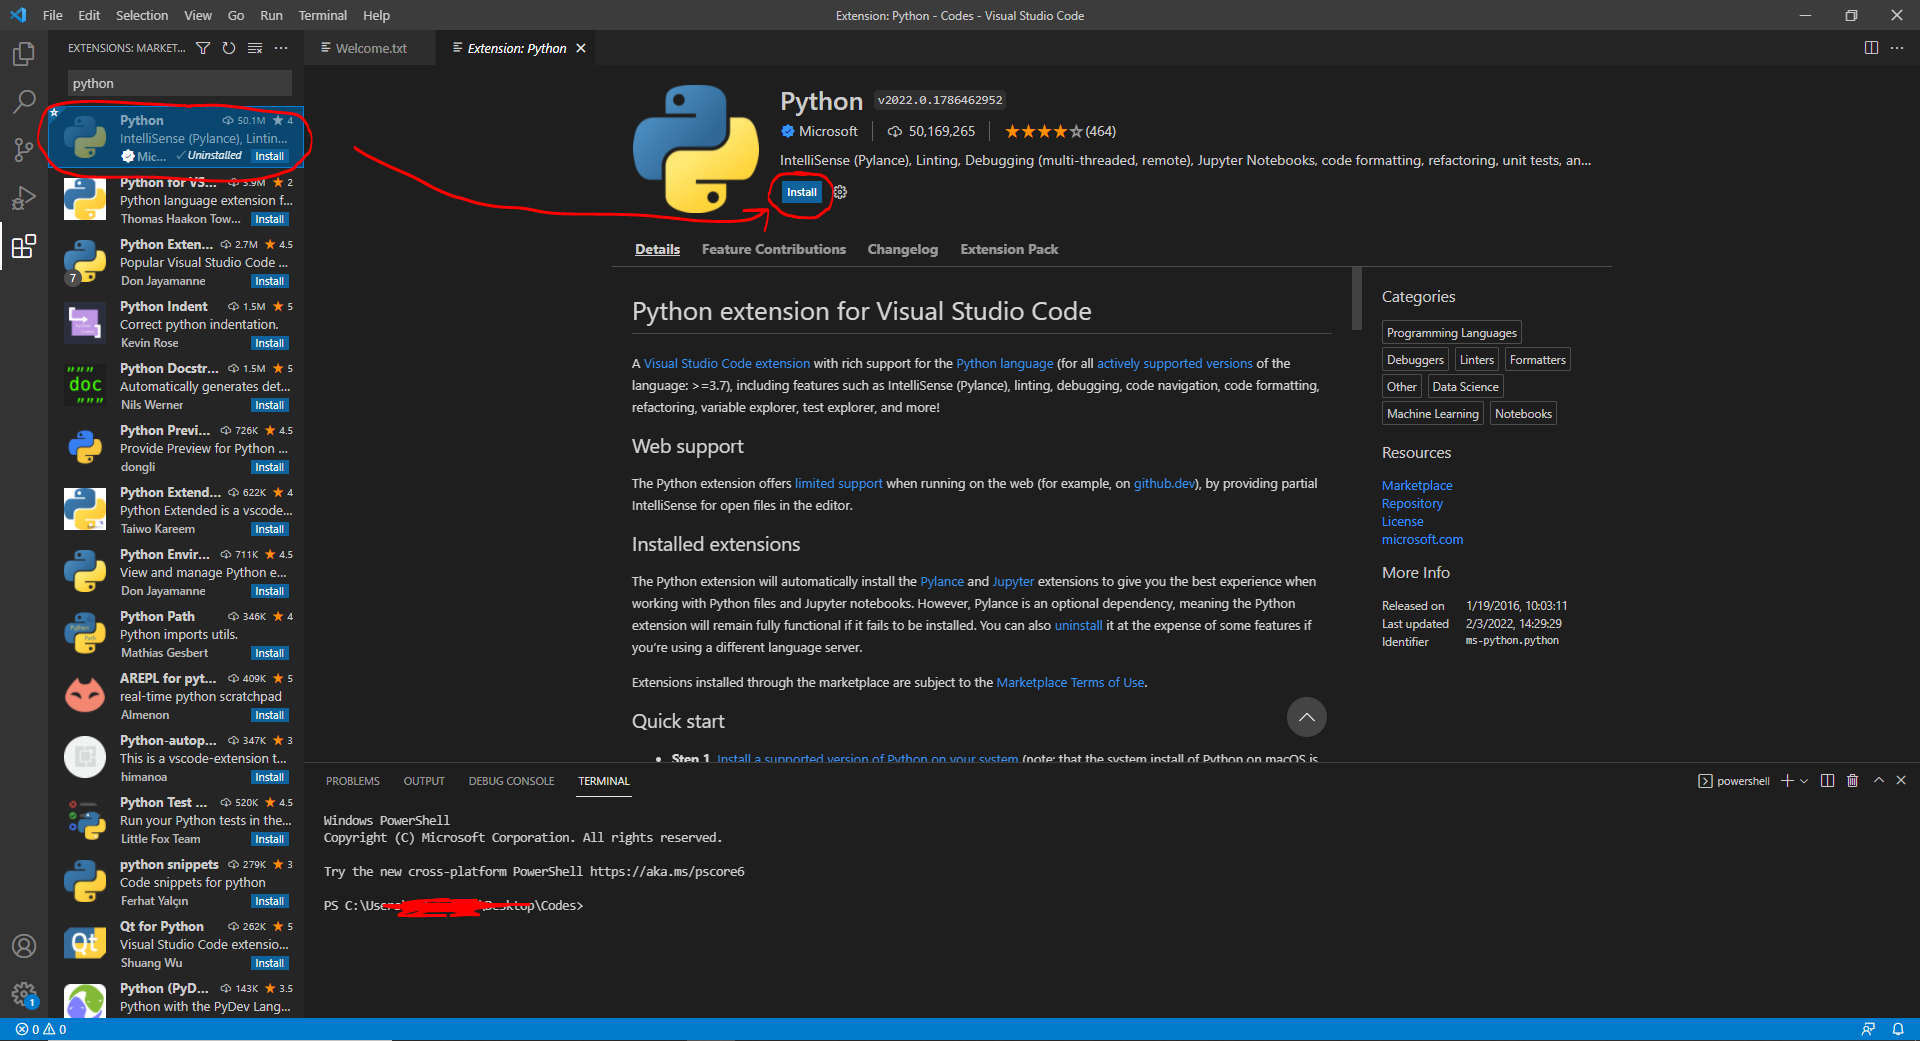 File Edit Selection View Go Run Terminal Help
Extension: Python - Codes - Visual Studio Code
EXTENSIONS: MARKET...
Welcome.txt
Extension: Python
python
Python 50.1M 4
IntelliSense (Pylance), Lintin...
Mic... Uninstalled Install
Python for VS... 3.9M 2
Python language extension f...
Thomas Haakon Tow... Install
Python Exten... 2.7M 4.5
Popular Visual Studio Code ...
7
Don Jayamanne Install
Python Indent 1.5M 5
Correct python indentation.
Kevin Rose Install
Python Docstr... 1.5M 5
""" doc """
Automatically generates det...
Nils Werner Install
Python Previ... 726K 4.5
Provide Preview for Python ...
dongli Install
Python Extend... 622K 4
Python Extended is a vscode...
Taiwo Kareem Install
Python Envir... 711K 4.5
View and manage Python e...
Don Jayamanne Install
Python Path 346K 4
Python imports utils.
Mathias Gesbert Install
AREPL for pyt... 409K 5
real-time python scratchpad
Almenon Install
Python-autop... 347K 3
This is a vscode-extension t...
himanoa Install
Python Test ... 520K 4.5
Run your Python tests in the...
Little Fox Team Install
python snippets 279K 3
Code snippets for python
Ferhat Yalçın Install
Qt for Python 262K 5
Qt
Visual Studio Code extensio...
Shuang Wu Install
Python (PyD... 143K 3.5
Python with the PyDev Lang...
1
Python v2022.0.1786462952
Microsoft 50,169,265 (464)
IntelliSense (Pylance), Linting, Debugging (multi-threaded, remote), Jupyter Notebooks, code formatting, refactoring, unit tests, an...
Install
Details Feature Contributions Changelog Extension Pack
Python extension for Visual Studio Code
A Visual Studio Code extension with rich support for the Python language (for all actively supported versions of the
language: >=3.7), including features such as IntelliSense (Pylance), linting, debugging, code navigation, code formatting,
refactoring, variable explorer, test explorer, and more!
Web support
The Python extension offers limited support when running on the web (for example, on github.dev), by providing partial
IntelliSense for open files in the editor.
Installed extensions
The Python extension will automatically install the Pylance and Jupyter extensions to give you the best experience when
working with Python files and Jupyter notebooks. However, Pylance is an optional dependency, meaning the Python
extension will remain fully functional if it fails to be installed. You can also uninstall it at the expense of some features if
you're using a different language server.
Extensions installed through the marketplace are subject to the Marketplace Terms of Use.
Quick start
• Step 1. Install a supported version of Python on your system (note: that the system install of Python on macOS is
Categories
Programming Languages
Debuggers Linters Formatters
Other Data Science
Machine Learning Notebooks
Resources
Marketplace
Repository
License
microsoft.com
More Info
Released on 1/19/2016, 10:03:11
Last updated 2/3/2022, 14:29:29
Identifier ms-python.python
PROBLEMS OUTPUT DEBUG CONSOLE TERMINAL
powershell
Windows PowerShell
Copyright (C) Microsoft Corporation. All rights reserved.
Try the new cross-platform PowerShell https://aka.ms/pscore6
PS C:\Users \Desktop\Codes>
0 0